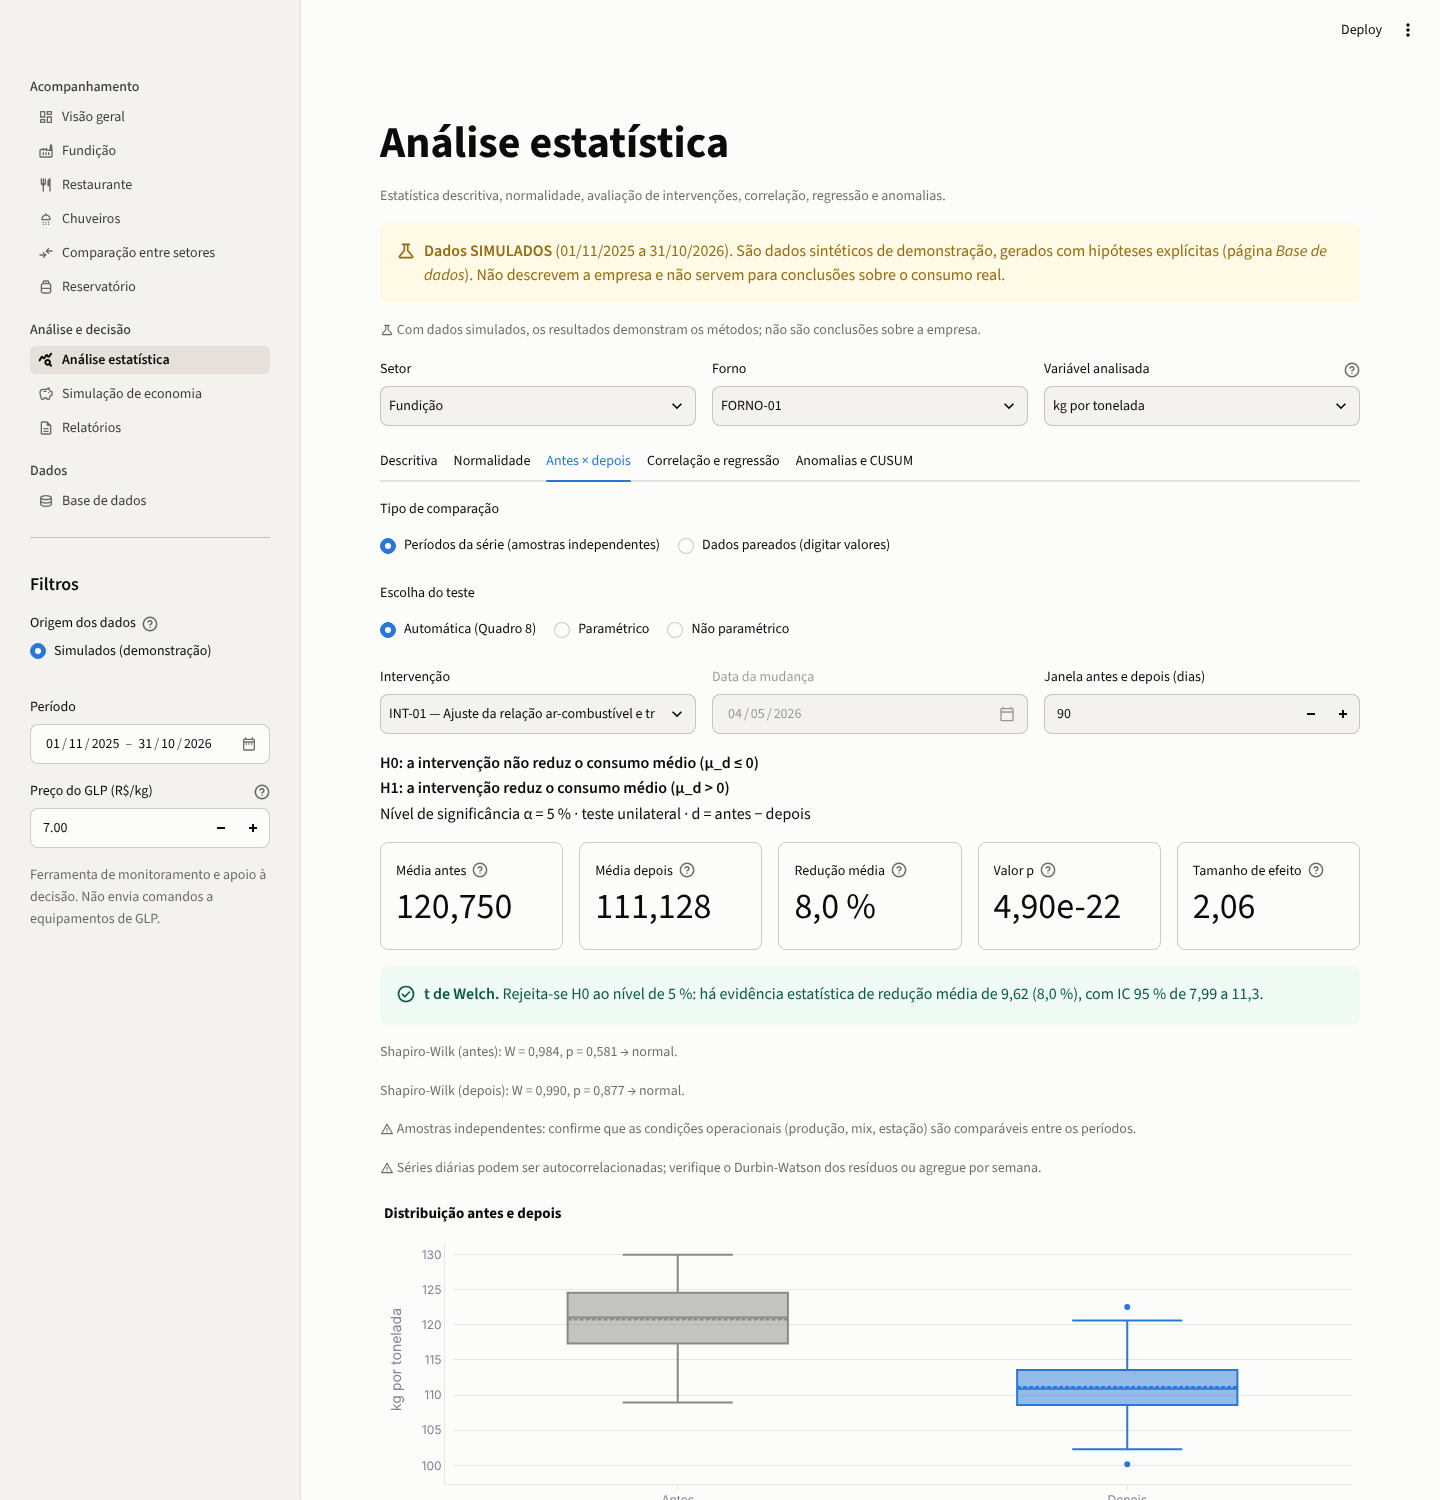 Deploy
Acompanhamento
Visão geral
Fundição
Restaurante
Chuveiros
Comparação entre setores
Reservatório
Análise e decisão
Análise estatística
Simulação de economia
Relatórios
Dados
Base de dados
Filtros
Origem dos dados
Simulados (demonstração)
Período
01/11/2025 – 31/10/2026
Preço do GLP (R$/kg)
7.00
Ferramenta de monitoramento e apoio à
decisão. Não envia comandos a
equipamentos de GLP.
Análise estatística
Estatística descritiva, normalidade, avaliação de intervenções, correlação, regressão e anomalias.
Dados SIMULADOS (01/11/2025 a 31/10/2026). São dados sintéticos de demonstração, gerados com hipóteses explícitas (página Base de
dados). Não descrevem a empresa e não servem para conclusões sobre o consumo real.
Com dados simulados, os resultados demonstram os métodos; não são conclusões sobre a empresa.
Setor Forno Variável analisada
Fundição FORNO-01 kg por tonelada
Descritiva Normalidade Antes × depois Correlação e regressão Anomalias e CUSUM
Tipo de comparação
Períodos da série (amostras independentes) Dados pareados (digitar valores)
Escolha do teste
Automática (Quadro 8) Paramétrico Não paramétrico
Intervenção Data da mudança Janela antes e depois (dias)
INT-01 — Ajuste da relação ar-combustível e tr 04/05/2026 90
H0: a intervenção não reduz o consumo médio (μ_d ≤ 0)
H1: a intervenção reduz o consumo médio (μ_d > 0)
Nível de significância α = 5 % · teste unilateral · d = antes − depois
Média antes Média depois Redução média Valor p Tamanho de efeito
120,750 111,128 8,0 % 4,90e-22 2,06
t de Welch. Rejeita-se H0 ao nível de 5 %: há evidência estatística de redução média de 9,62 (8,0 %), com IC 95 % de 7,99 a 11,3.
Shapiro-Wilk (antes): W = 0,984, p = 0,581 → normal.
Shapiro-Wilk (depois): W = 0,990, p = 0,877 → normal.
Amostras independentes: confirme que as condições operacionais (produção, mix, estação) são comparáveis entre os períodos.
Séries diárias podem ser autocorrelacionadas; verifique o Durbin-Watson dos resíduos ou agregue por semana.
Distribuição antes e depois
kg por tonelada
130
125
120
115
110
105
100
Antes Depois